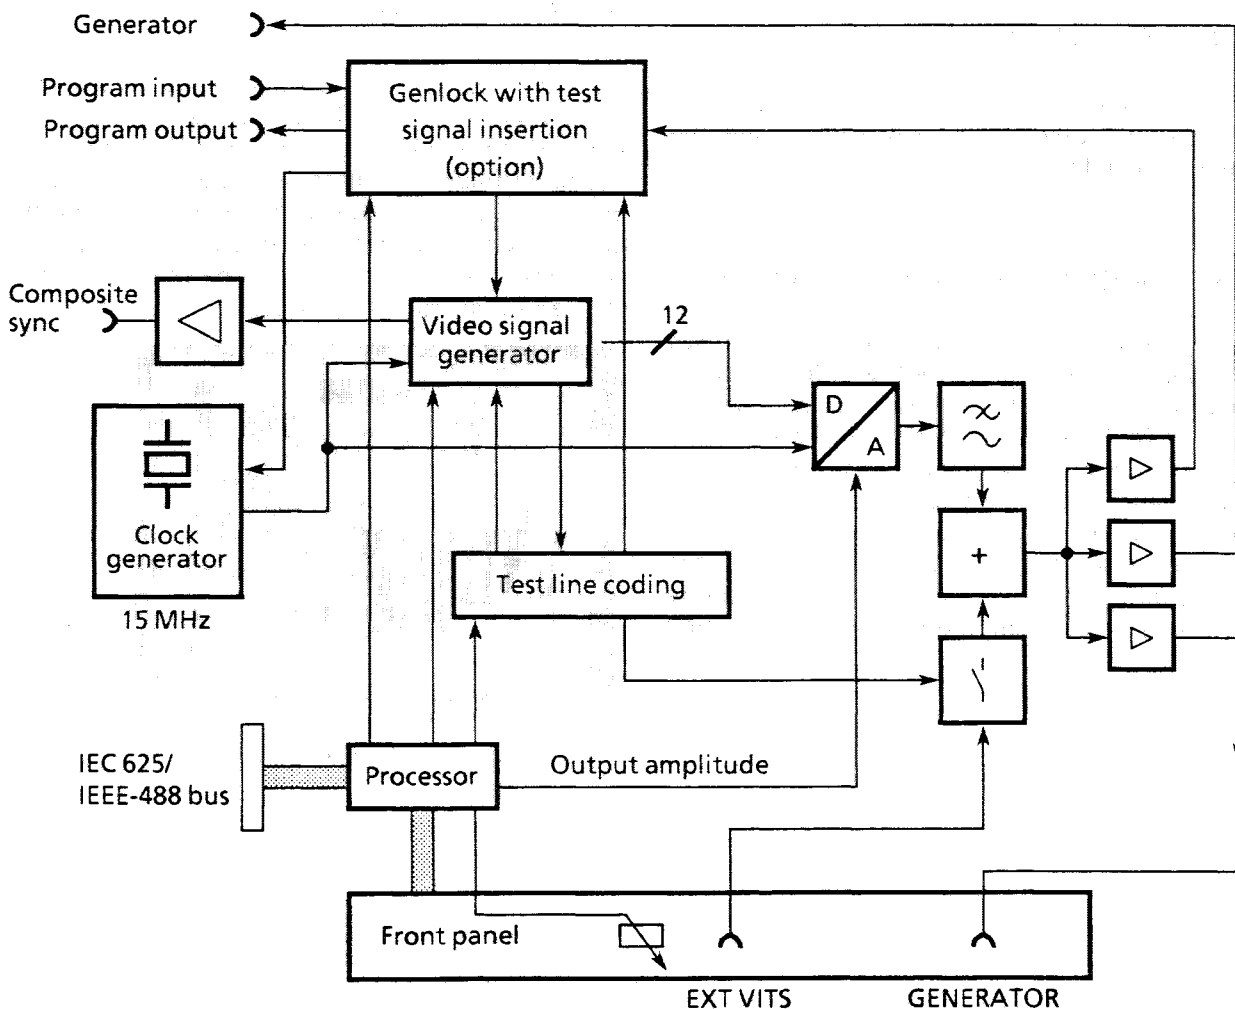 Generator
Program input
Program output
Genlock with test
signal insertion
(option)
Composite
sync
Video signal
generator
12
D
A
Clock
generator
15 MHz
Test line coding
+
IEC 625/
IEEE-488 bus
Processor
Output amplitude
Front panel
EXT VITS
GENERATOR